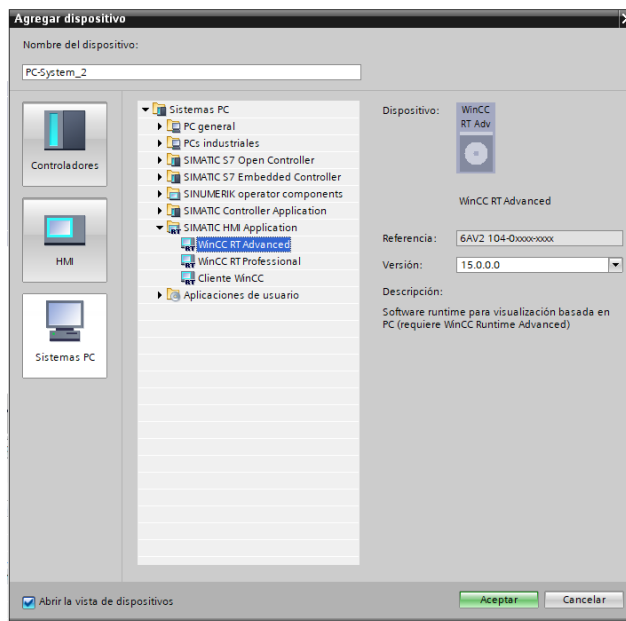 Agregar dispositivo
Nombre del dispositivo:
PC-System_2
Controladores
HMI
Sistemas PC
Sistemas PC
PC general
PCs industriales
SIMATIC S7 Open Controller
SIMATIC S7 Embedded Controller
SINUMERIK operator components
SIMATIC Controller Application
SIMATIC HMI Application
WinCC RT Advanced
WinCC RT Professional
Cliente WinCC
Aplicaciones de usuario
Dispositivo:
WinCC
RT Adv
WinCC RT Advanced
Referencia: 6AV2 104-0xxxx-xxxx
Versión: 15.0.0.0
Descripción:
Software runtime para visualización basada en
PC (requiere WinCC Runtime Advanced)
Abrir la vista de dispositivos
Aceptar Cancelar